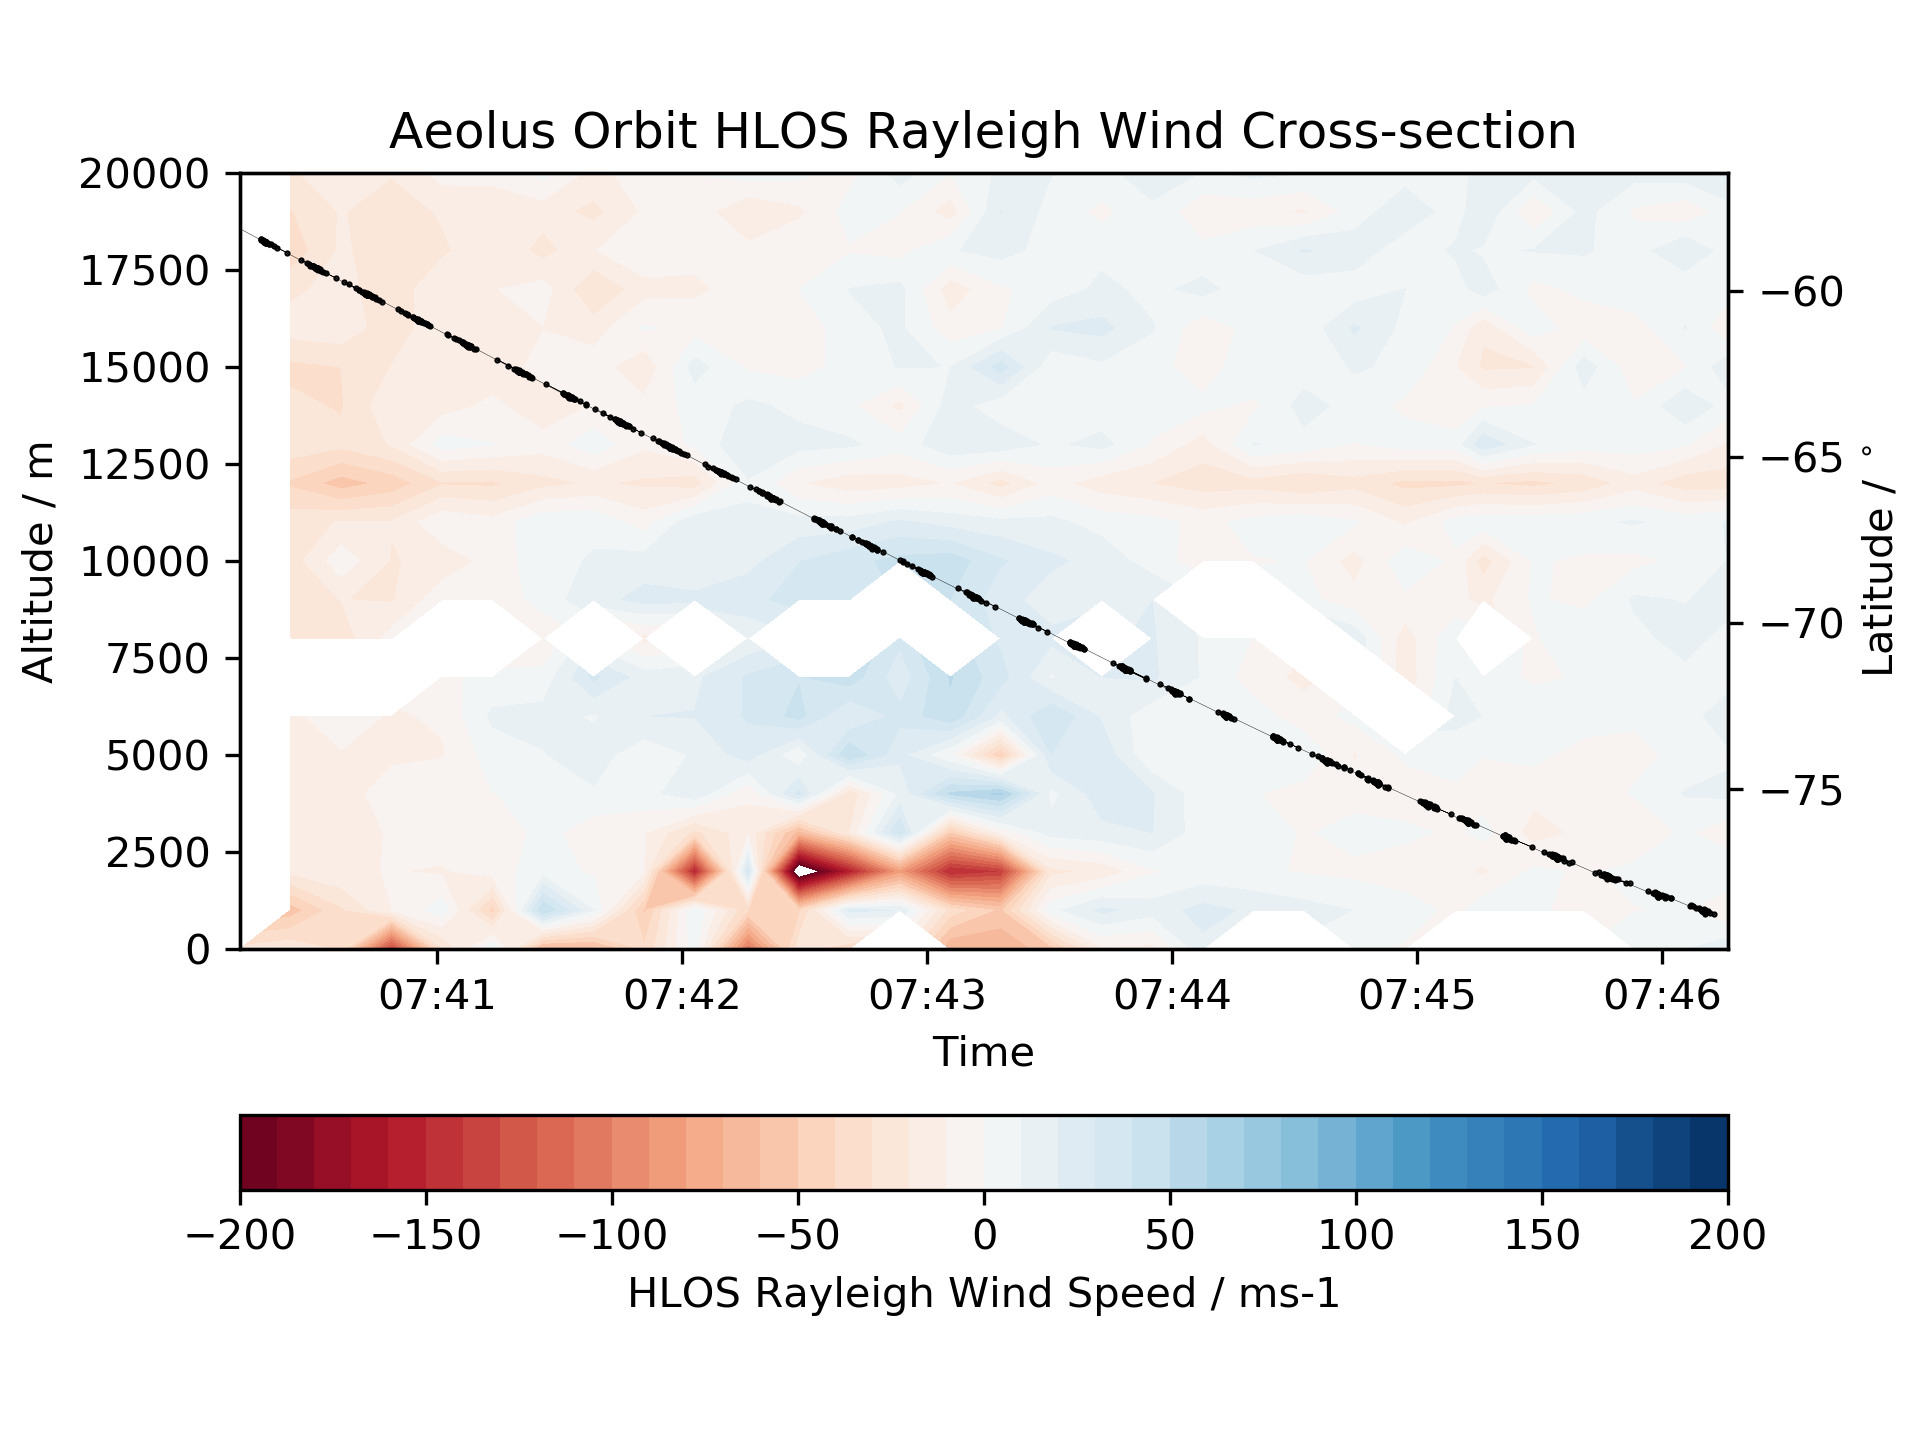 Aeolus Orbit HLOS Rayleigh Wind Cross-section
20000
17500
15000
12500
10000
7500
5000
2500
0
Altitude / m
−60
−65
−70
−75
Latitude / °
07:41 07:42 07:43 07:44 07:45 07:46
Time
−200 −150 −100 −50 0 50 100 150 200
HLOS Rayleigh Wind Speed / ms-1